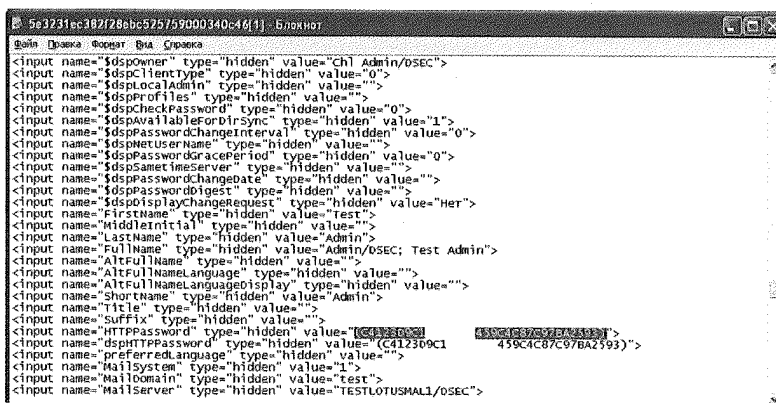 5e3231ec382f28ebc525759000340c46[1] - Блокнот
Файл Правка Формат Вид Справка
<input name="$dspOwner" type="hidden" value="Chl Admin/DSEC">
<input name="$dspClientType" type="hidden" value="0">
<input name="$dspLocalAdmin" type="hidden" value="">
<input name="$dspProfiles" type="hidden" value="">
<input name="$dspCheckPassword" type="hidden" value="0">
<input name="$dspAvailableForDirSync" type="hidden" value="1">
<input name="$dspPasswordChangeInterval" type="hidden" value="0">
<input name="$dspNetUserName" type="hidden" value="">
<input name="$dspPasswordGracePeriod" type="hidden" value="0">
<input name="$dspSametimeServer" type="hidden" value="">
<input name="$dspPasswordChangeDate" type="hidden" value="">
<input name="$dspPasswordDigest" type="hidden" value="">
<input name="$dspDisplayChangeRequest" type="hidden" value="Нет">
<input name="FirstName" type="hidden" value="Test">
<input name="MiddleInitial" type="hidden" value="">
<input name="LastName" type="hidden" value="Admin">
<input name="FullName" type="hidden" value="Admin/DSEC; Test Admin">
<input name="AltFullName" type="hidden" value="">
<input name="AltFullNameLanguage" type="hidden" value="">
<input name="AltFullNameLanguageDisplay" type="hidden" value="">
<input name="ShortName" type="hidden" value="Admin">
<input name="Title" type="hidden" value="">
<input name="Suffix" type="hidden" value="">
<input name="HTTPPassword" type="hidden" value="(C4123D9C1 459C4C87C97BA2593)">
<input name="dspHTTPPassword" type="hidden" value="(C4123D9C1 459C4C87C97BA2593)">
<input name="preferredLanguage" type="hidden" value="">
<input name="MailSystem" type="hidden" value="1">
<input name="MailDomain" type="hidden" value="test">
<input name="MailServer" type="hidden" value="TESTLOTUSMAL1/DSEC">